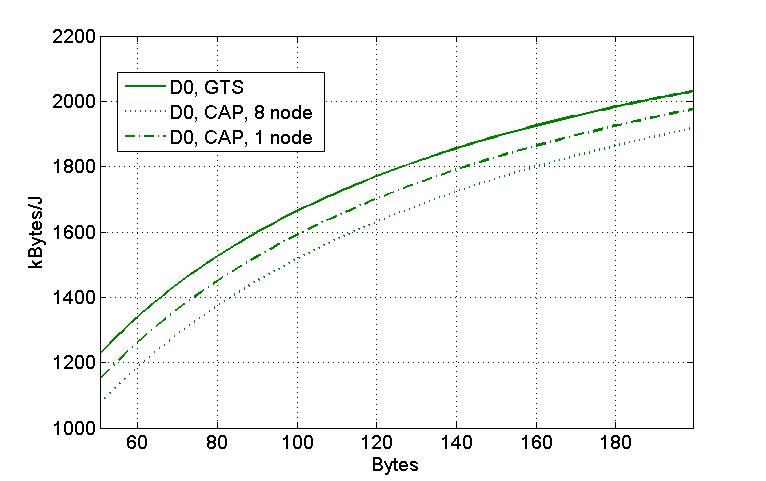 2200
2000
1800
1600
1400
1200
1000
kBytes/J
D0, GTS
D0, CAP, 8 node
D0, CAP, 1 node
60 80 100 120 140 160 180
Bytes